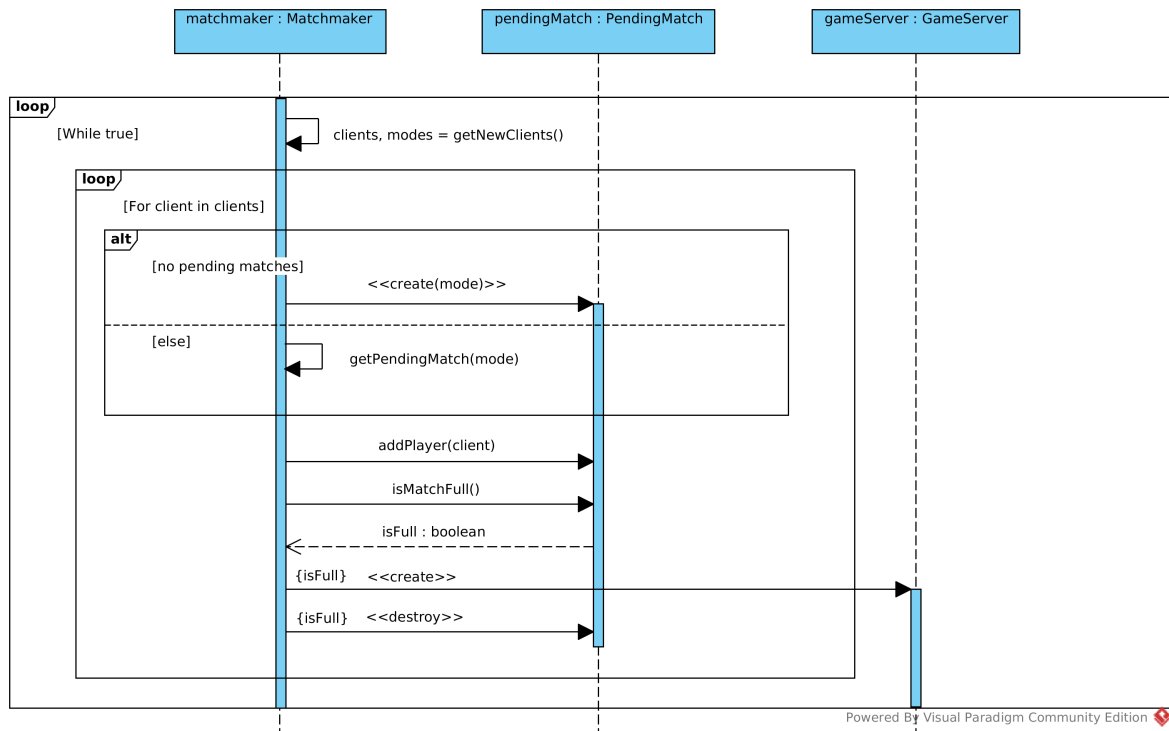 matchmaker : Matchmaker
pendingMatch : PendingMatch
gameServer : GameServer
loop
[While true]
clients, modes = getNewClients()
loop
[For client in clients]
alt
[no pending matches]
<<create(mode)>>
[else]
getPendingMatch(mode)
addPlayer(client)
isMatchFull()
isFull : boolean
{isFull} <<create>>
{isFull} <<destroy>>
Powered By Visual Paradigm Community Edition